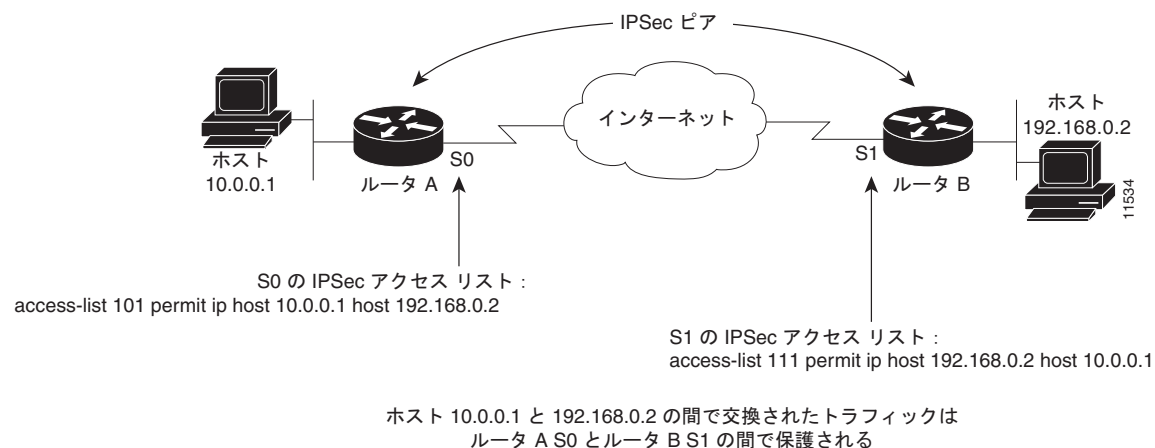 IPSec ピア
インターネット
ホスト
10.0.0.1
ルータ A
S0
S1
ルータ B
ホスト
192.168.0.2
11534
S0 の IPSec アクセス リスト：
access-list 101 permit ip host 10.0.0.1 host 192.168.0.2
S1 の IPSec アクセス リスト：
access-list 111 permit ip host 192.168.0.2 host 10.0.0.1
ホスト 10.0.0.1 と 192.168.0.2 の間で交換されたトラフィックは
ルータ A S0 とルータ B S1 の間で保護される